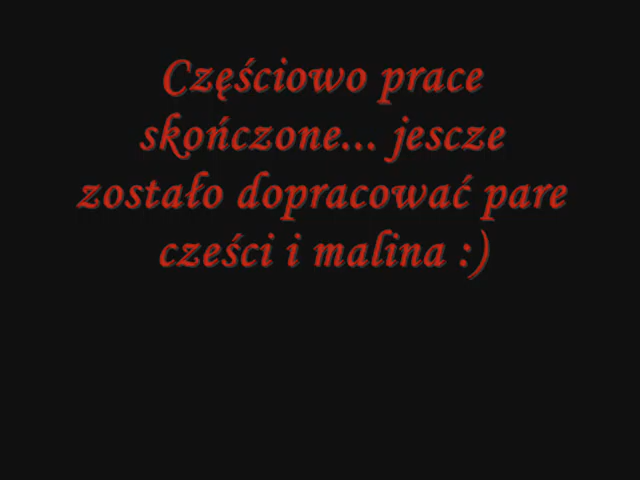 Częściowo prace
skończone... jescze
zostało dopracować pare
cześci i malina :)